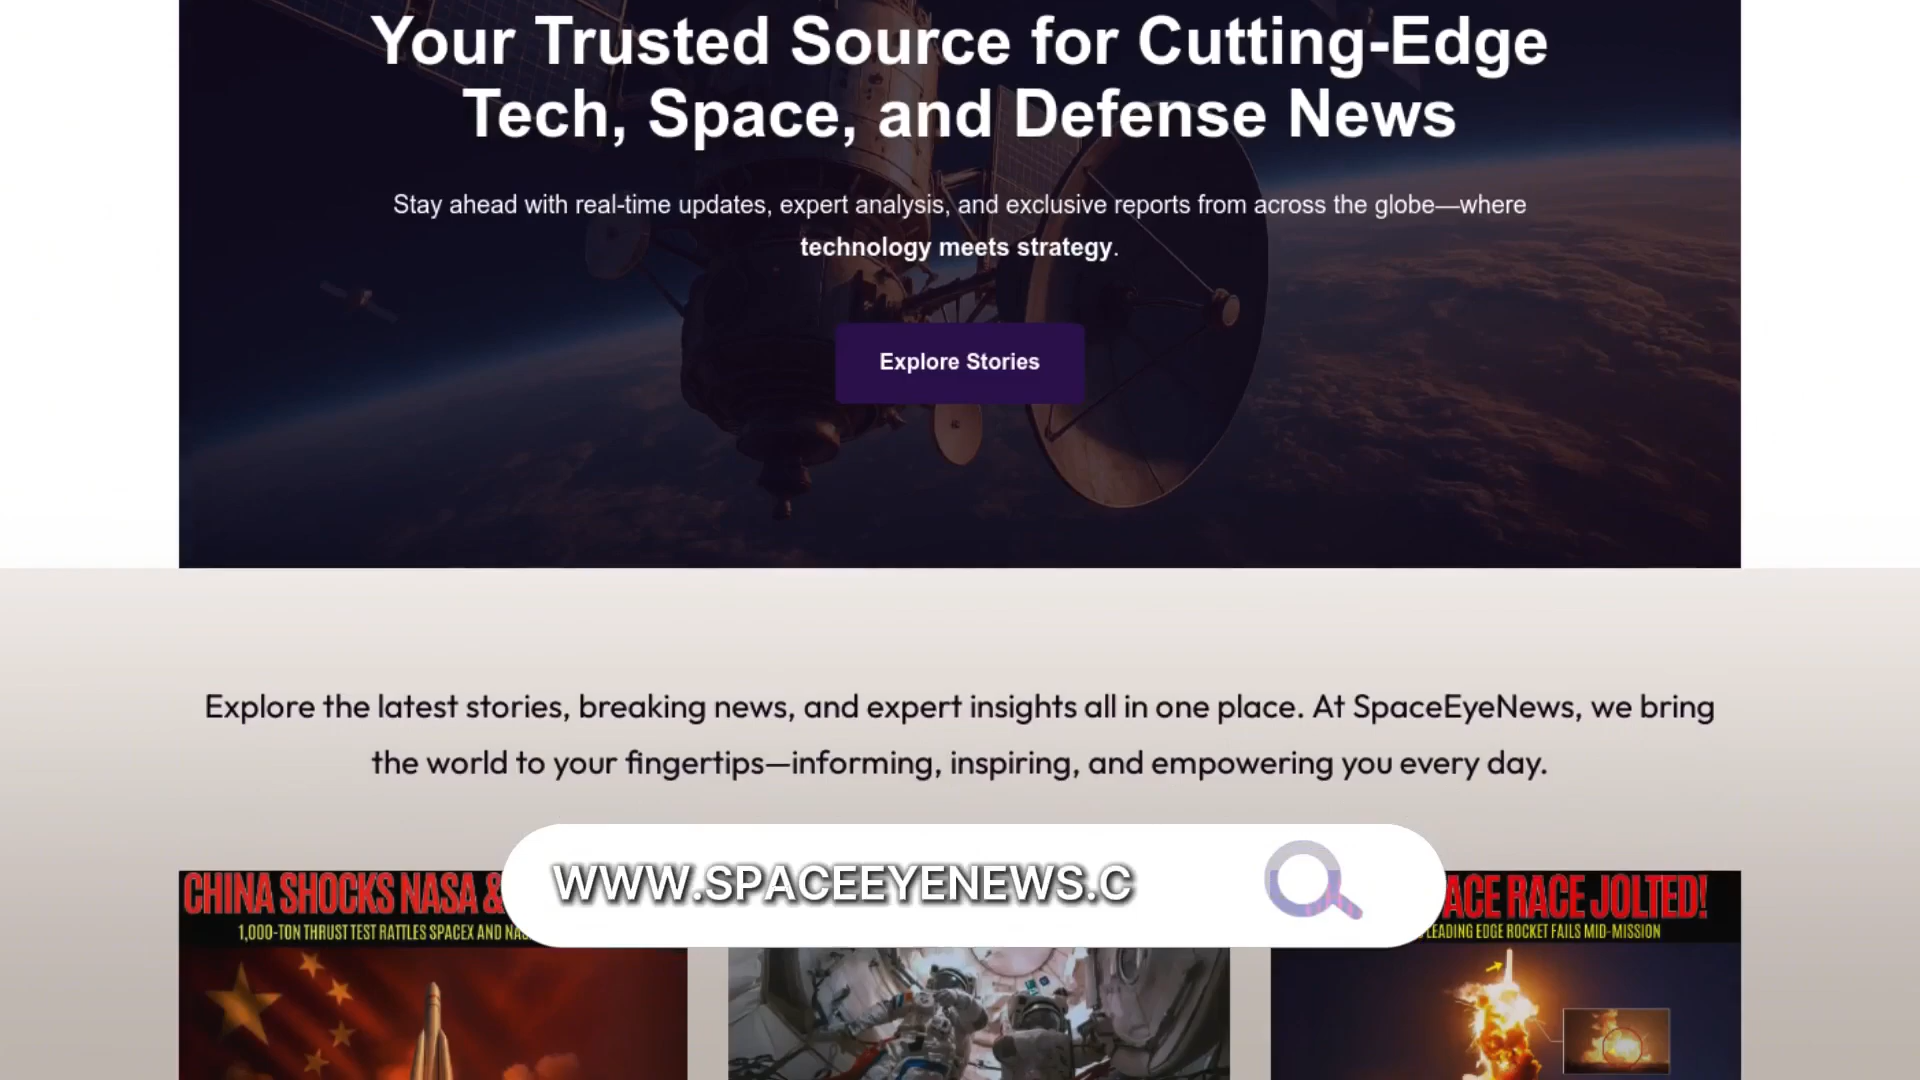 Your Trusted Source for Cutting-Edge
Tech, Space, and Defense News
Stay ahead with real-time updates, expert analysis, and exclusive reports from across the globe—where
technology meets strategy.
Explore Stories
Explore the latest stories, breaking news, and expert insights all in one place. At SpaceEyeNews, we bring
the world to your fingertips—informing, inspiring, and empowering you every day.
WWW.SPACEEYENEWS.C
CHINA SHOCKS NASA &
1,000-TON THRUST TEST RATTLES SPACEX AND
RACE JOLTED!
LEADING EDGE ROCKET FAILS MID-MISSION